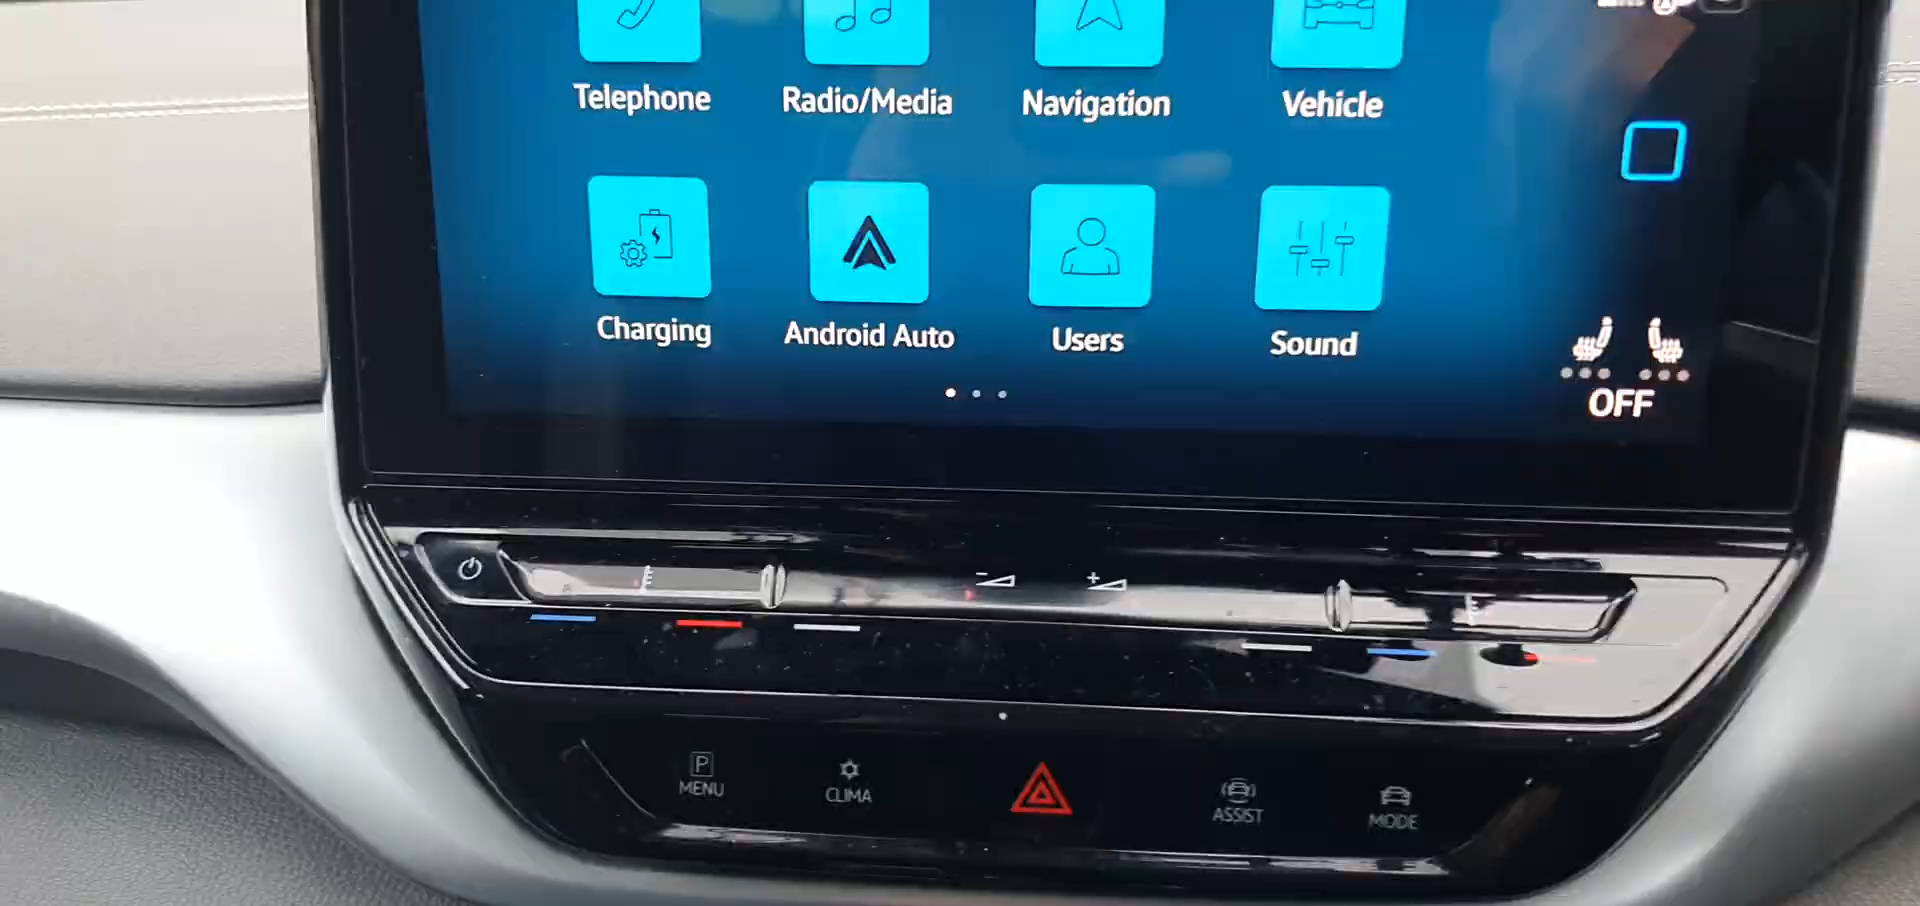 Telephone
Radio/Media
Navigation
Vehicle
Charging
Android Auto
Users
Sound
OFF
P
MENU
CLIMA
ASSIST
MODE